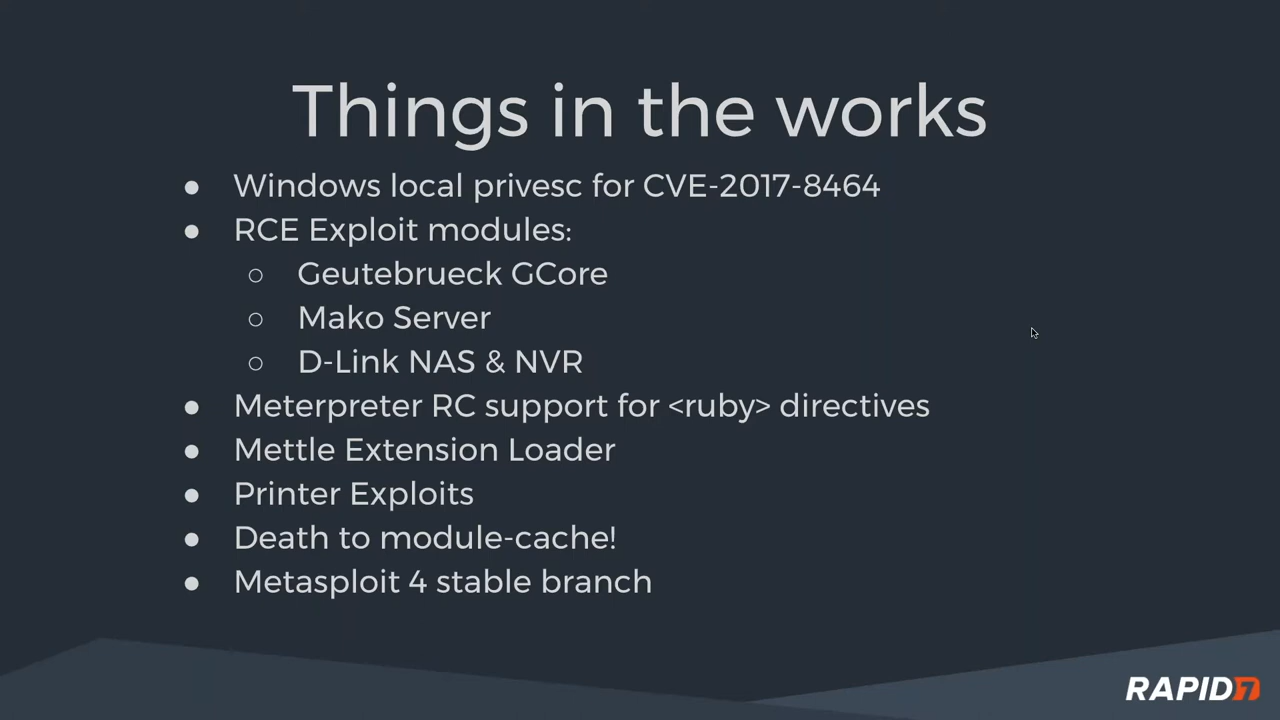 Things in the works
● Windows local privesc for CVE-2017-8464
● RCE Exploit modules:
○ Geutebrueck GCore
○ Mako Server
○ D-Link NAS & NVR
● Meterpreter RC support for <ruby> directives
● Mettle Extension Loader
● Printer Exploits
● Death to module-cache!
● Metasploit 4 stable branch
RAPID7